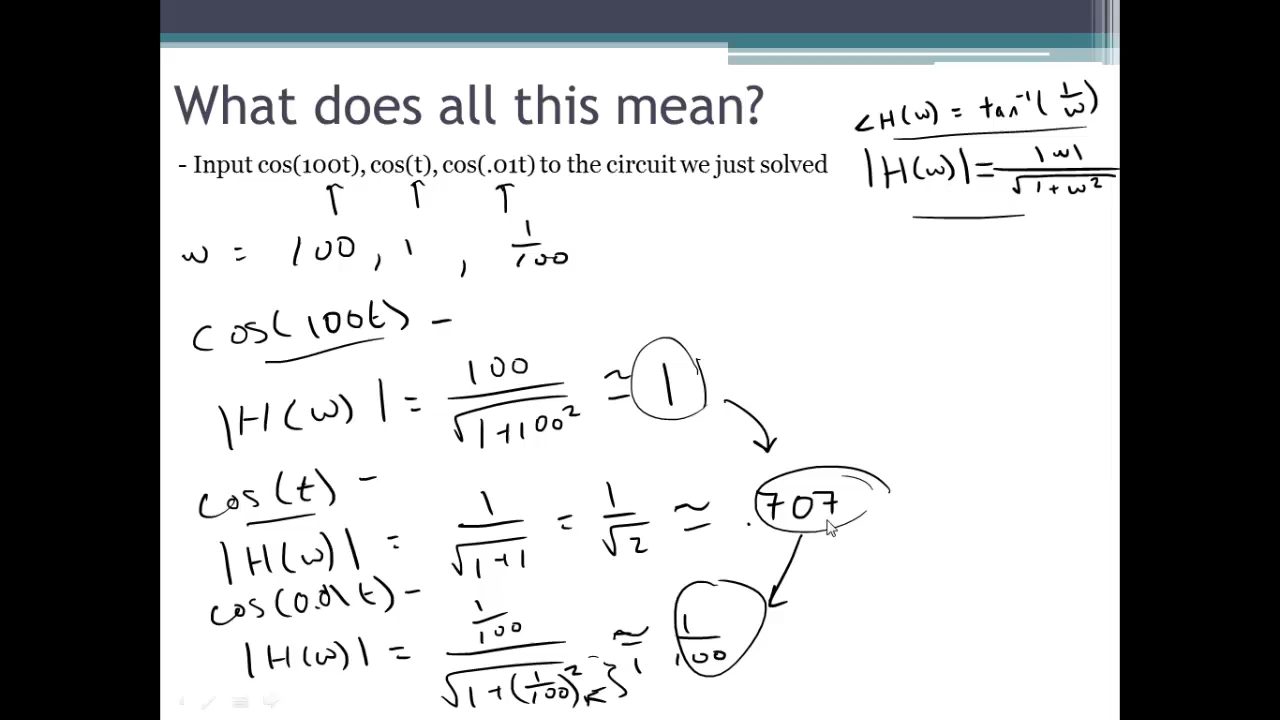 What does all this mean?
∠H(w) = tan⁻¹(1/w)
- Input cos(100t), cos(t), cos(.01t) to the circuit we just solved
|H(w)| = |w| / √(1 + w²)
w = 100, 1, 1/100
cos(100t) -
|H(w)| = 100 / √(1+100²) ≈ 1
cos(t) -
|H(w)| = 1 / √(1+1) = 1/√2 ≈ .707
cos(0.01t) -
|H(w)| = (1/100) / √(1+(1/100)²) ≈ 1/100
1